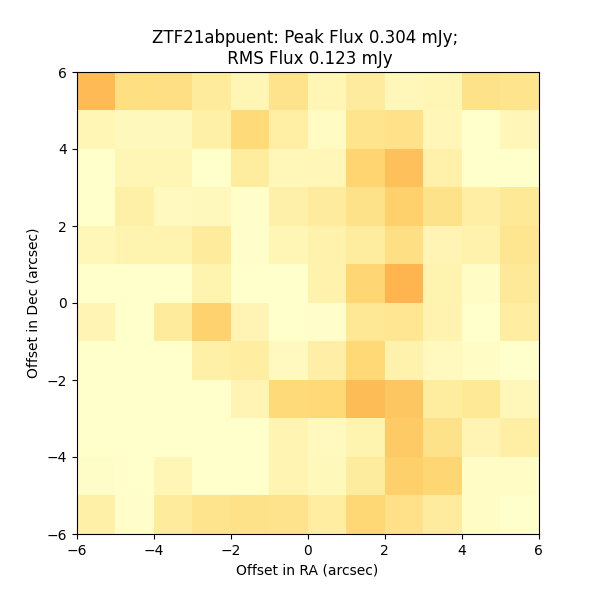 ZTF21abpuent: Peak Flux 0.304 mJy;
RMS Flux 0.123 mJy
6
4
2
0
−2
−4
−6
Offset in Dec (arcsec)
−6 −4 −2 0 2 4 6
Offset in RA (arcsec)